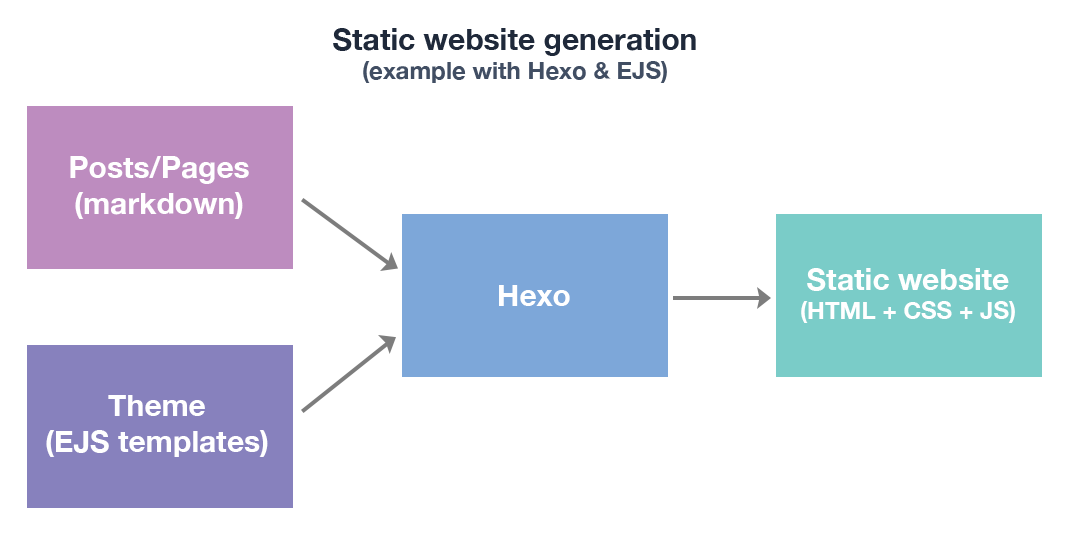 Static website generation
(example with Hexo & EJS)
Posts/Pages
(markdown)
Hexo
Static website
(HTML + CSS + JS)
Theme
(EJS templates)